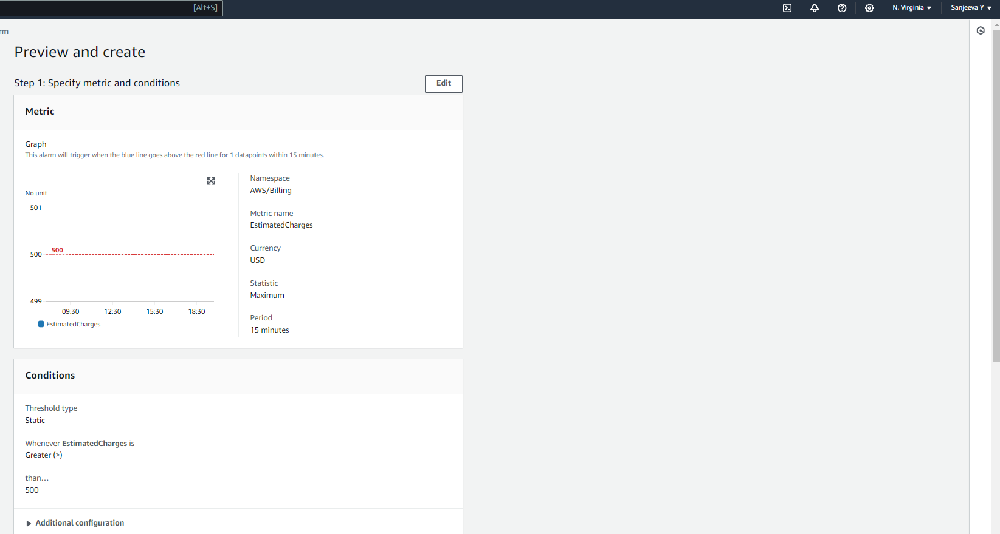 [Alt+S]
N. Virginia
Sanjeeva Y
rm
Preview and create
Step 1: Specify metric and conditions
Edit
Metric
Graph
This alarm will trigger when the blue line goes above the red line for 1 datapoints within 15 minutes.
No unit
501
500
500
499
09:30 12:30 15:30 18:30
EstimatedCharges
Namespace
AWS/Billing
Metric name
EstimatedCharges
Currency
USD
Statistic
Maximum
Period
15 minutes
Conditions
Threshold type
Static
Whenever EstimatedCharges is
Greater (>)
than…
500
Additional configuration